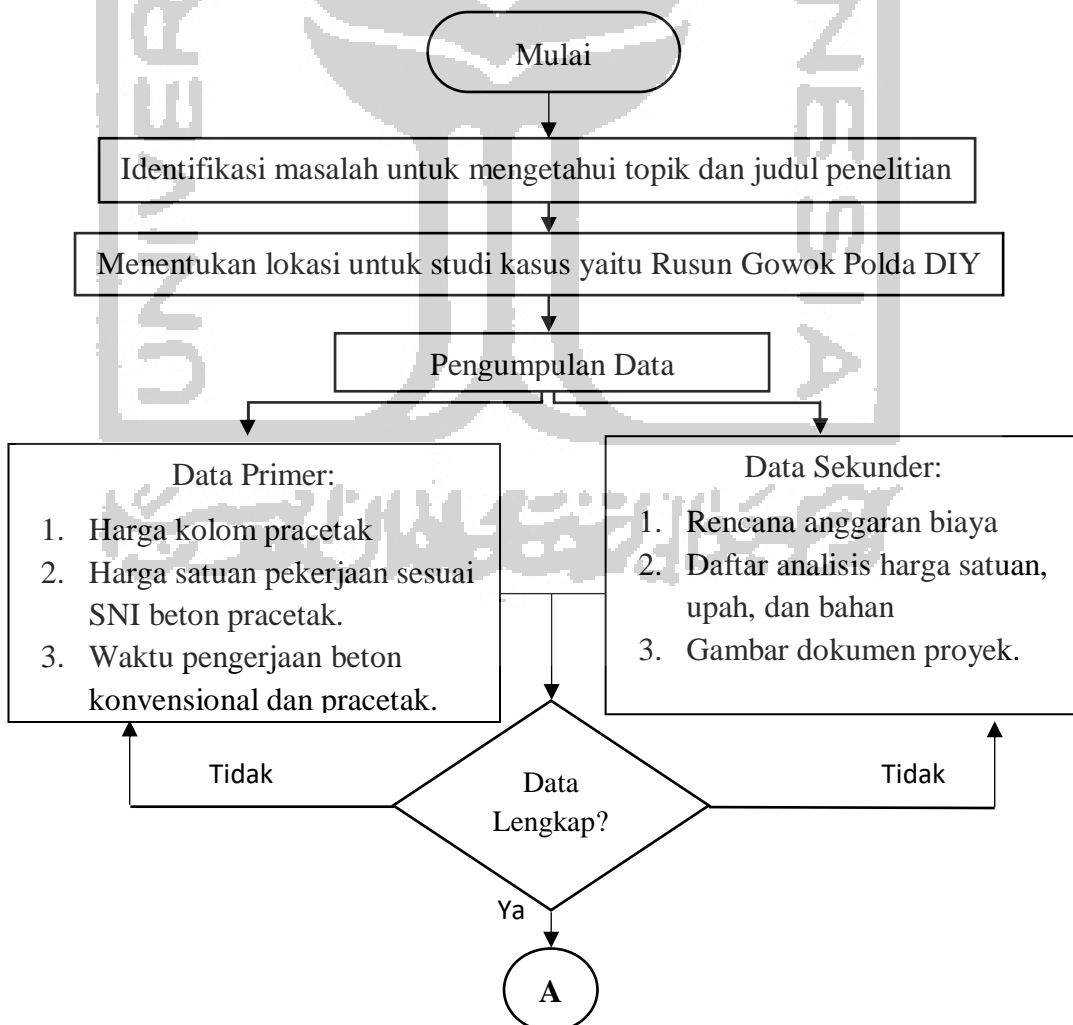 Mulai
Identifikasi masalah untuk mengetahui topik dan judul penelitian
Menentukan lokasi untuk studi kasus yaitu Rusun Gowok Polda DIY
Pengumpulan Data
Data Primer:
1. Harga kolom pracetak
2. Harga satuan pekerjaan sesuai
SNI beton pracetak.
3. Waktu pengerjaan beton
konvensional dan pracetak.
Data Sekunder:
1. Rencana anggaran biaya
2. Daftar analisis harga satuan,
upah, dan bahan
3. Gambar dokumen proyek.
Tidak
Data
Lengkap?
Tidak
Ya
A
UNIVER
NESIA